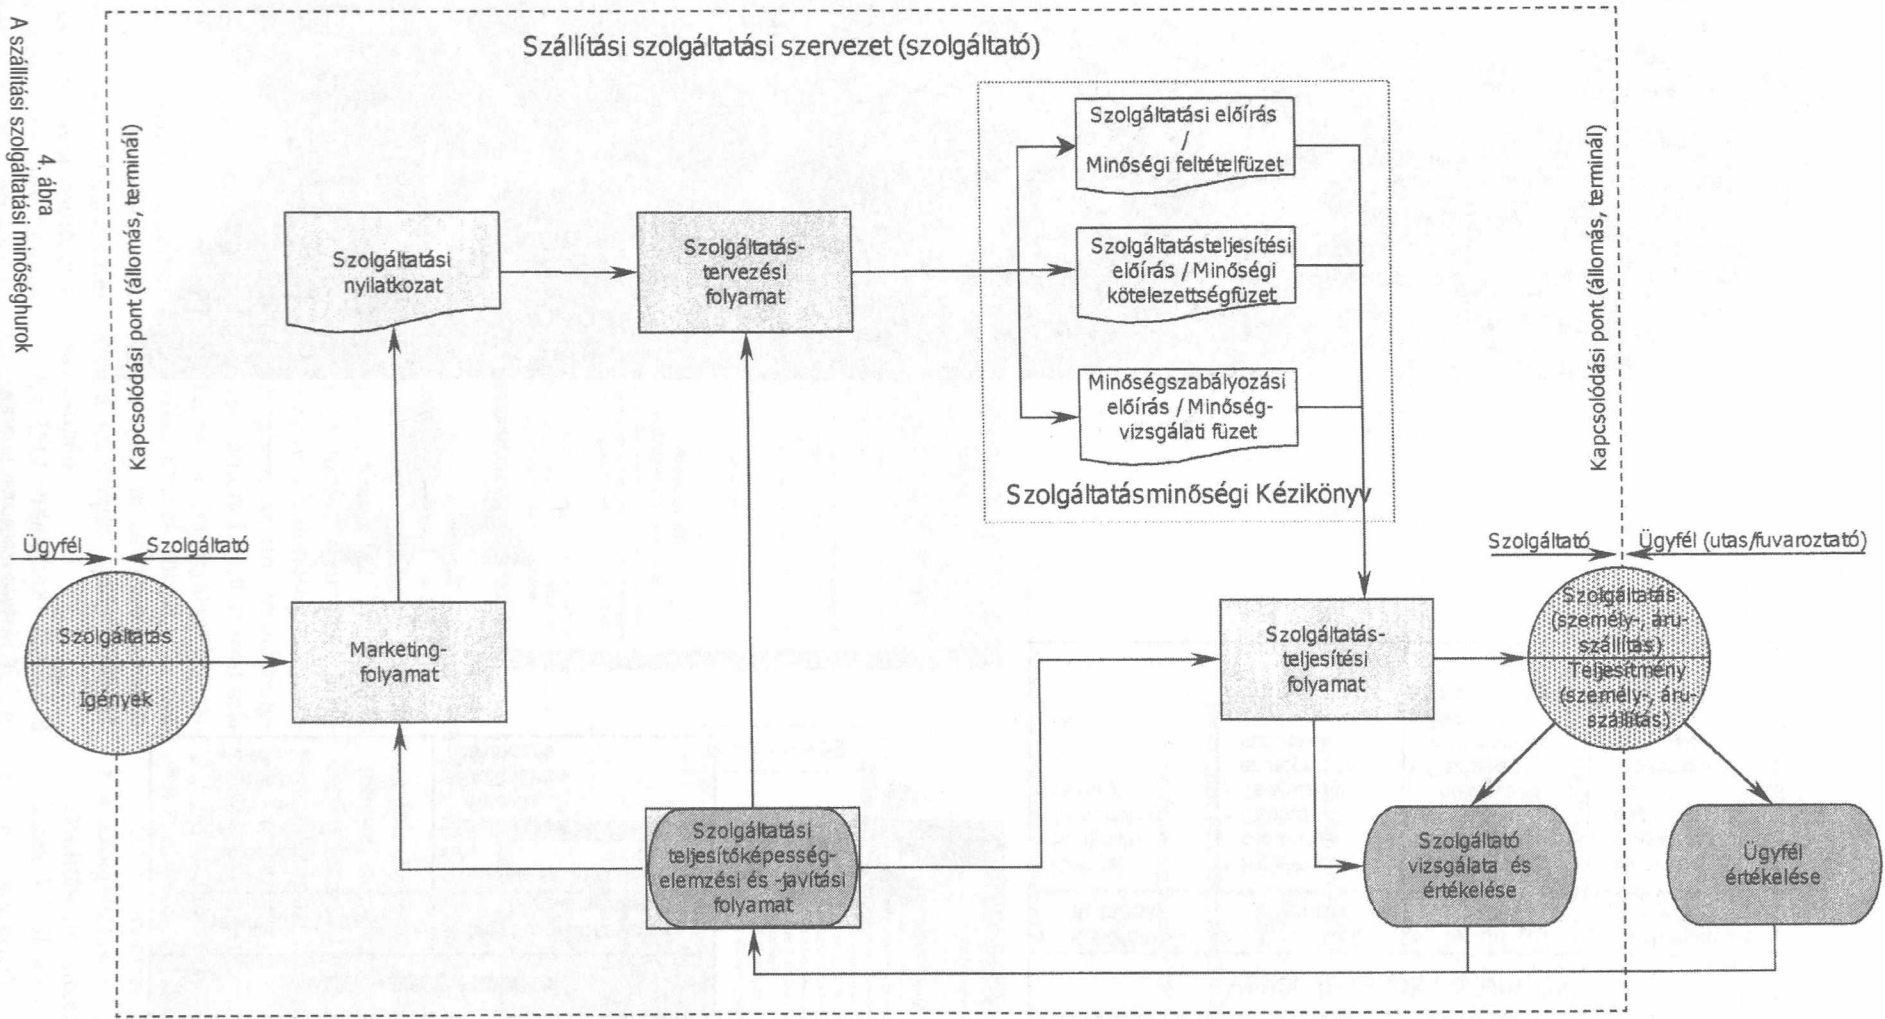 Szállítási szolgáltatási szervezet (szolgáltató)
Kapcsolódási pont (állomás, terminál)
Szolgáltatási
nyilatkozat
Szolgáltatás-
tervezési
folyamat
Szolgáltatási előírás
/
Minőségi feltételfüzet
Szolgáltatásteljesítési
előírás / Minőségi
kötelezettségfüzet
Minőségszabályozási
előírás / Minőség-
vizsgálati füzet
Szolgáltatásminőségi Kézikönyv
Kapcsolódási pont (állomás, terminál)
Ügyfél
Szolgáltató
Szolgáltató
Ügyfél (utas/fuvaroztató)
Szolgáltatás
Igények
Marketing-
folyamat
Szolgáltatás-
teljesítési
folyamat
Szolgáltatás
(személy-, áru-
szállítás)
Teljesítmény
(személy-, áru-
szállítás)
Szolgáltatási
teljesítőképesség-
elemzési és -javítási
folyamat
Szolgáltató
vizsgálata és
értékelése
Ügyfél
értékelése
4. ábra
A szállítási szolgáltatási minőséghurok